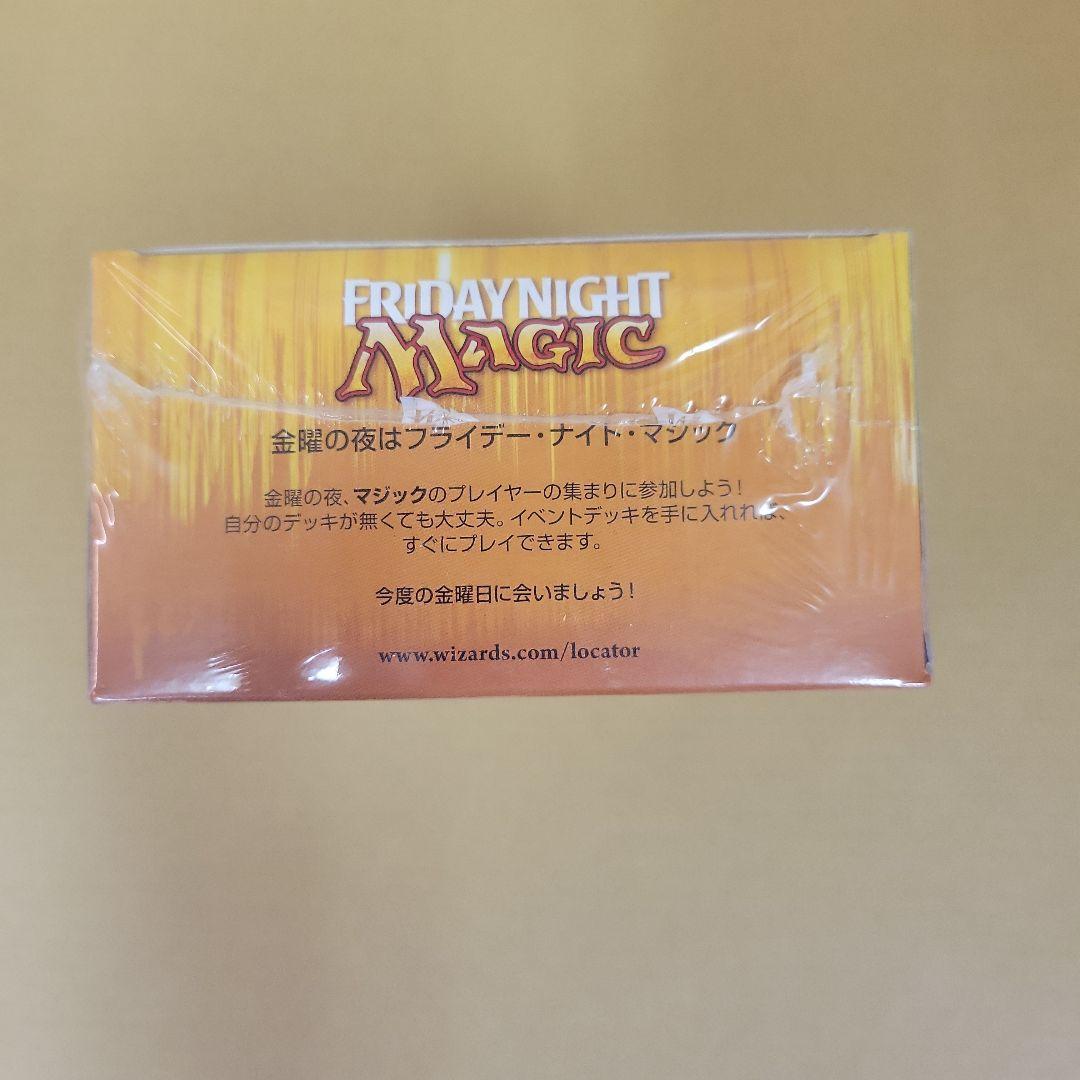 FRIDAY NIGHT
MAGIC
金曜の夜はフライデー・ナイト・マジック
金曜の夜、マジックのプレイヤーの集まりに参加しよう！
自分のデッキが無くても大丈夫。イベントデッキを手に入れれば、
すぐにプレイできます。
今度の金曜日に会いましょう！
www.wizards.com/locator